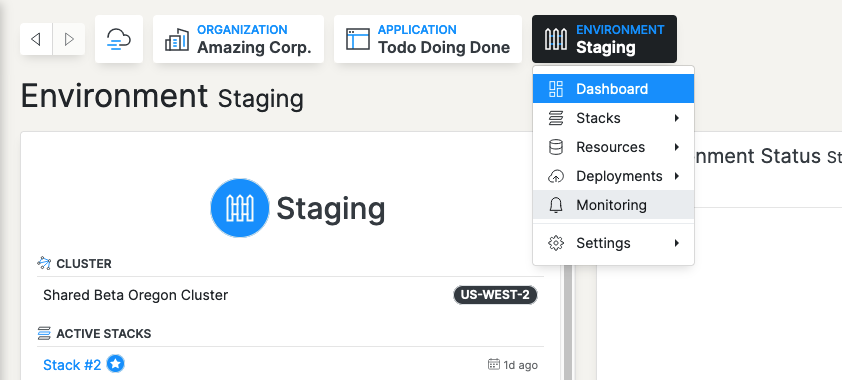 ORGANIZATION
Amazing Corp.
APPLICATION
Todo Doing Done
ENVIRONMENT
Staging
Environment Staging
Dashboard
Stacks
Resources
Deployments
Monitoring
Settings
nment Status St
Staging
CLUSTER
Shared Beta Oregon Cluster US-WEST-2
ACTIVE STACKS
Stack #2 1d ago